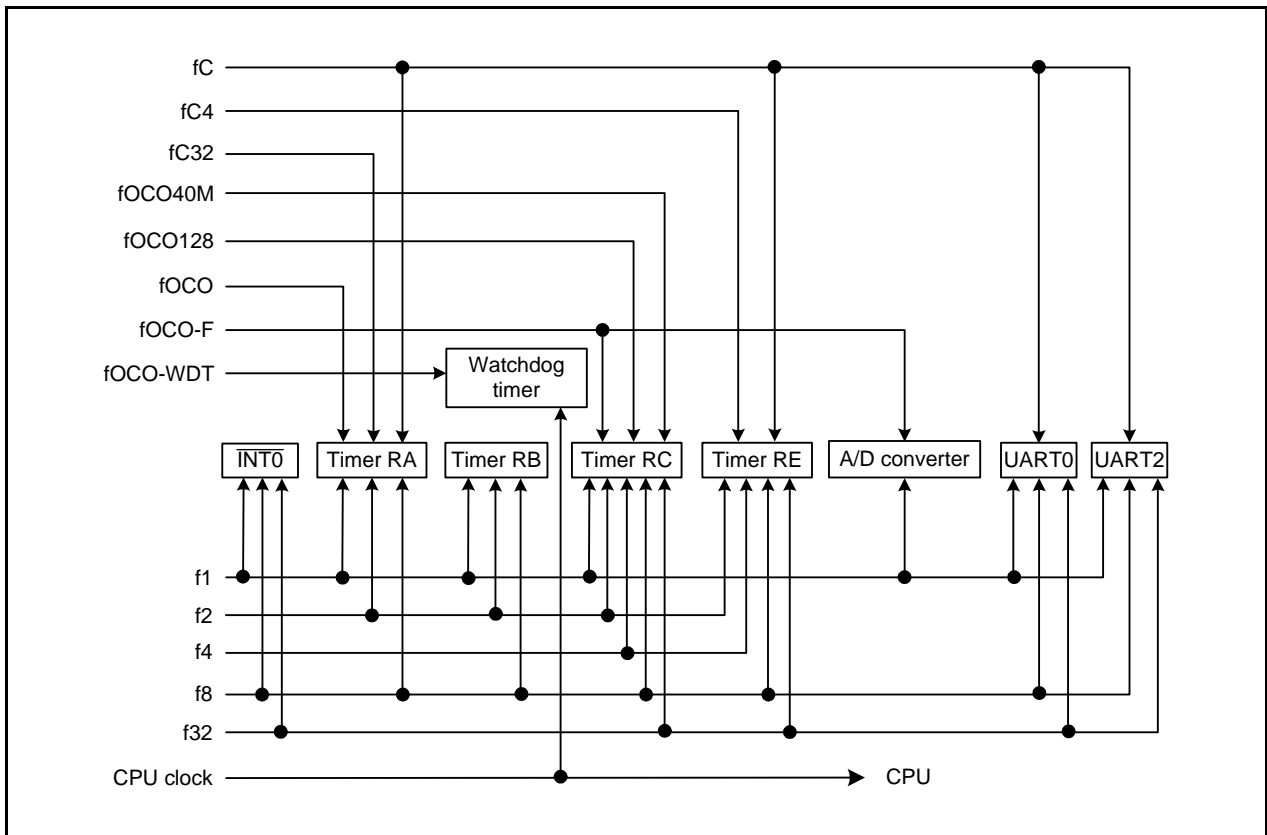 fC
fC4
fC32
fOCO40M
fOCO128
fOCO
fOCO-F
fOCO-WDT
Watchdog
timer
INT0
Timer RA
Timer RB
Timer RC
Timer RE
A/D converter
UART0
UART2
f1
f2
f4
f8
f32
CPU clock
CPU